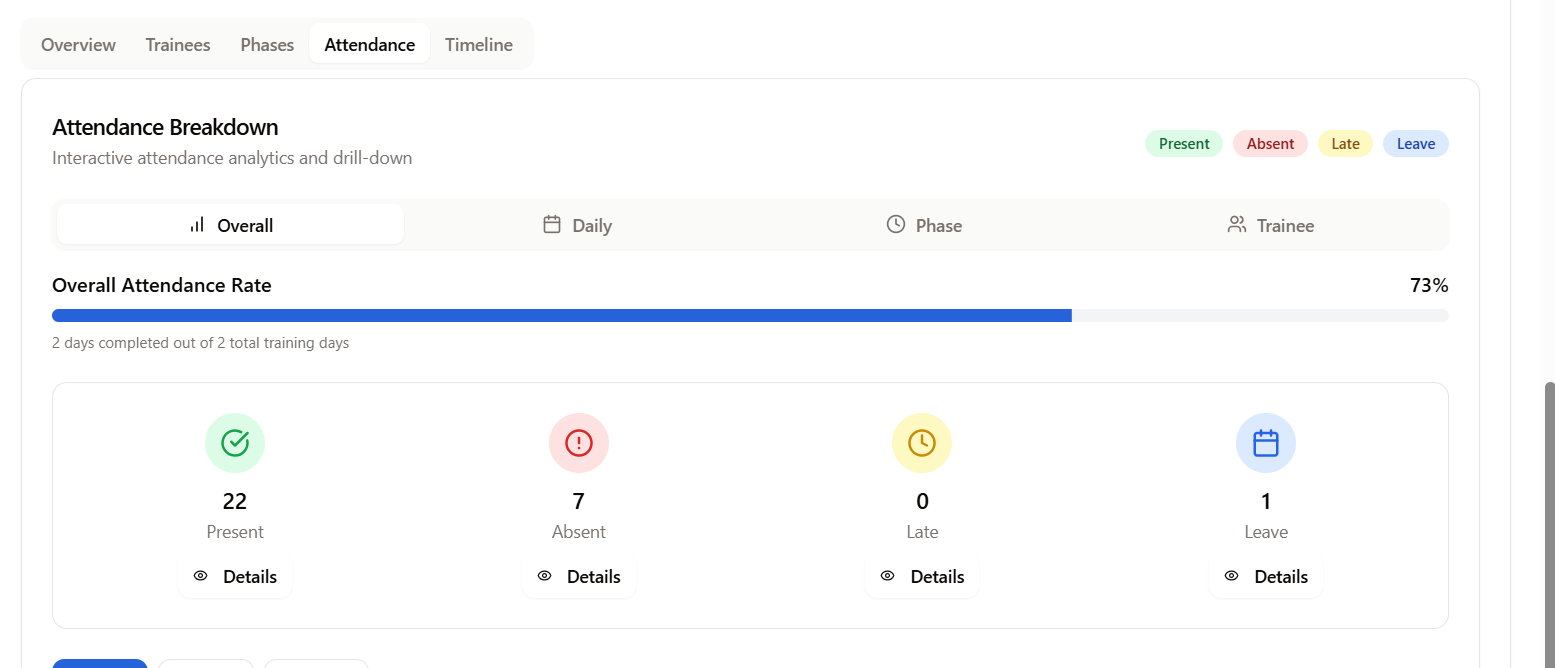 Overview Trainees Phases Attendance Timeline
Attendance Breakdown
Interactive attendance analytics and drill-down
Present Absent Late Leave
Overall Daily Phase Trainee
Overall Attendance Rate 73%
2 days completed out of 2 total training days
22 7 0 1
Present Absent Late Leave
Details Details Details Details